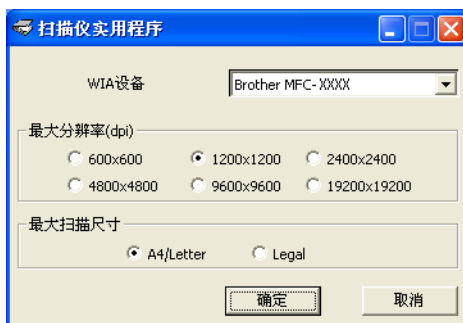 扫描仪实用程序
WIA设备 Brother MFC-XXXX
最大分辨率(dpi)
600x600 1200x1200 2400x2400
4800x4800 9600x9600 19200x19200
最大扫描尺寸
A4/Letter Legal
确定 取消